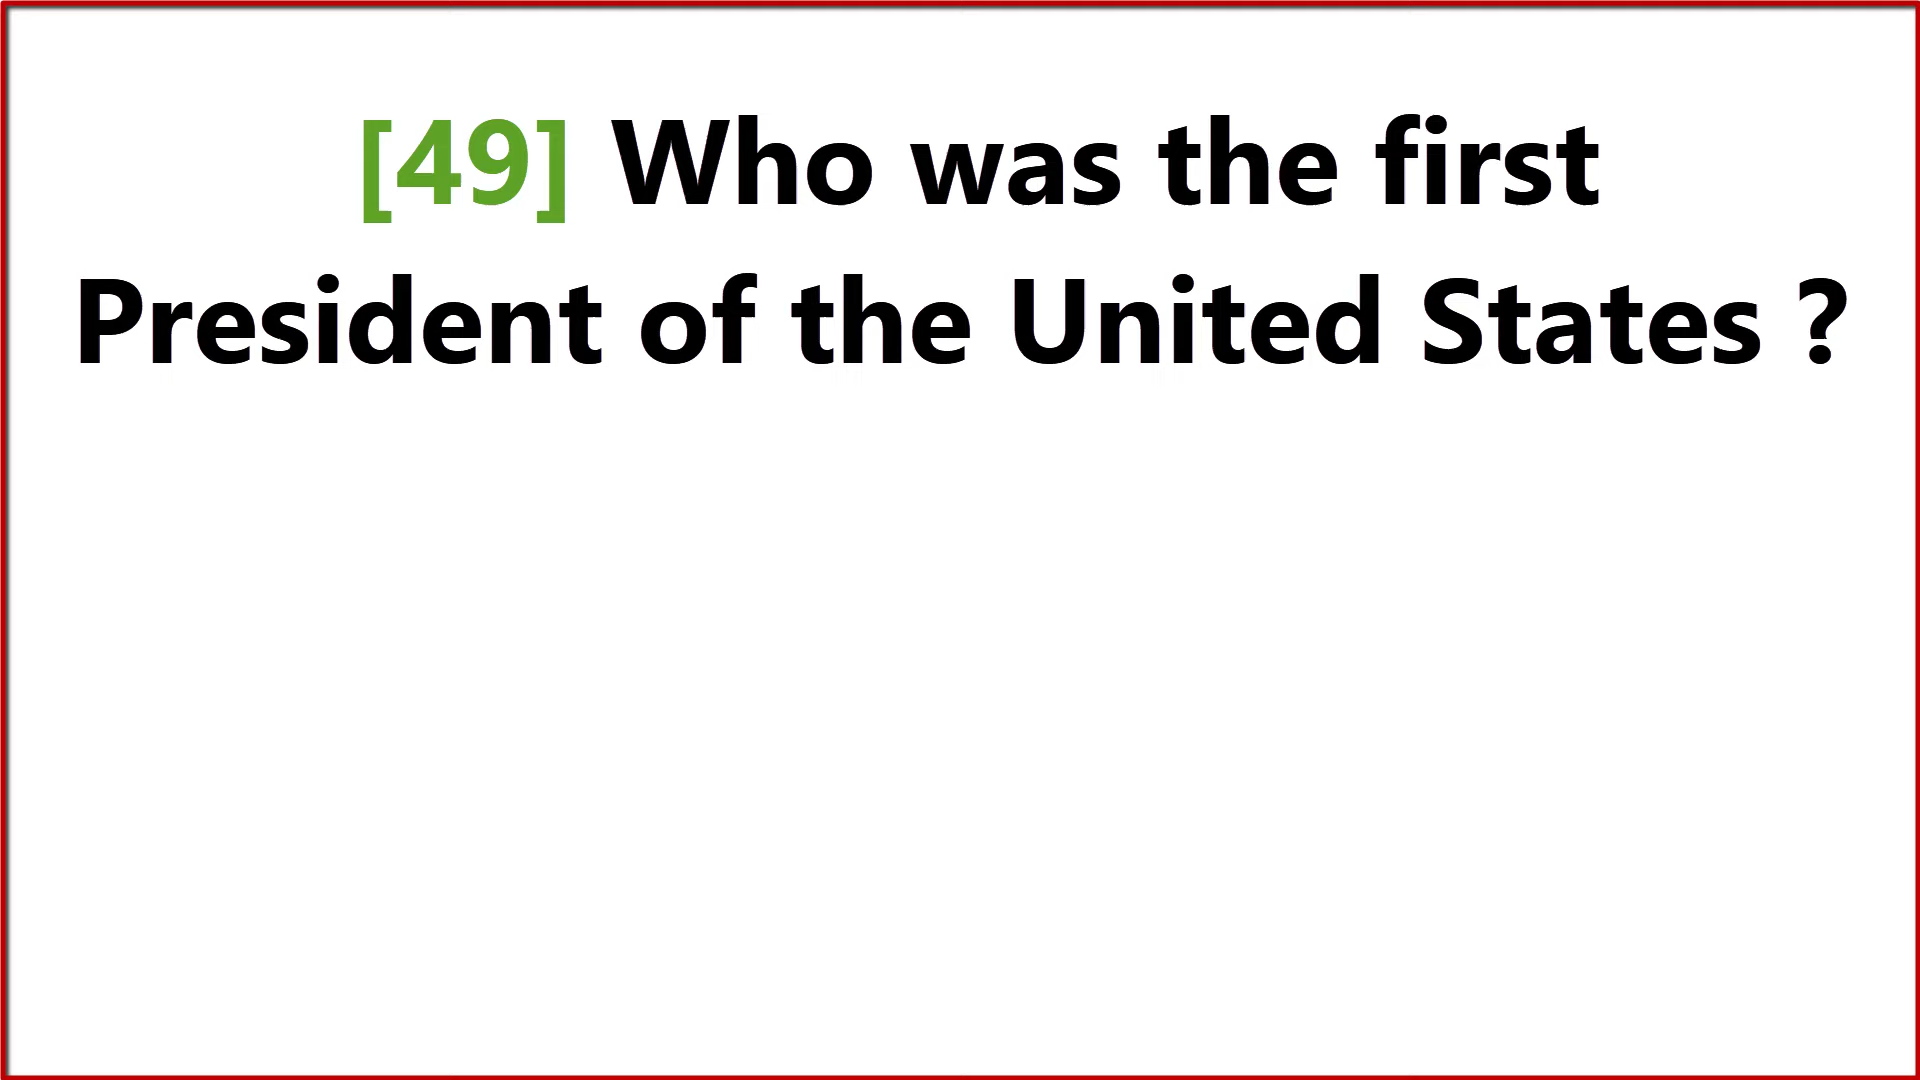 [49] Who was the first
President of the United States ?